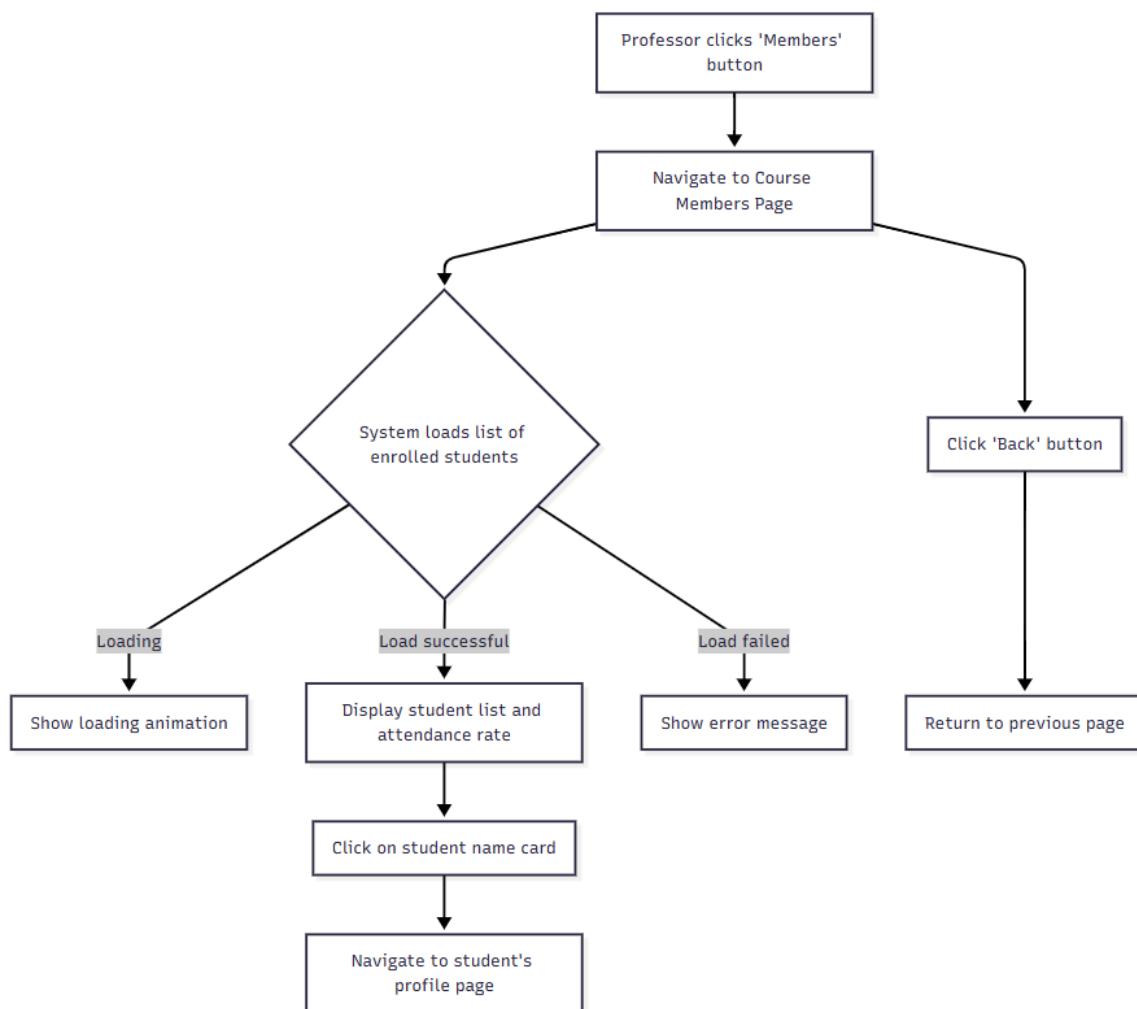 Professor clicks 'Members'
button
Navigate to Course
Members Page
System loads list of
enrolled students
Click 'Back' button
Loading
Load successful
Load failed
Show loading animation
Display student list and
attendance rate
Show error message
Return to previous page
Click on student name card
Navigate to student's
profile page